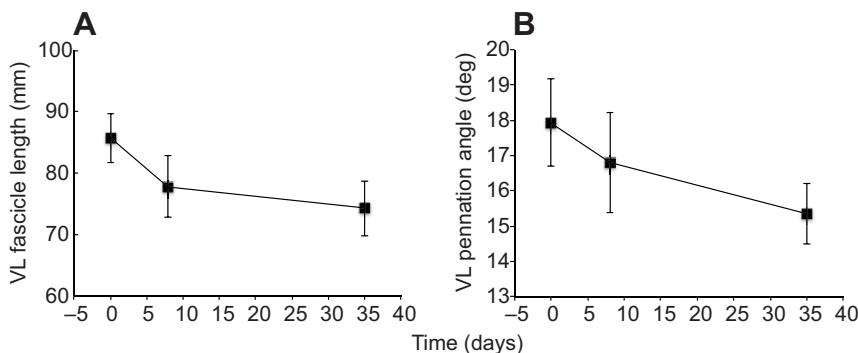 A
VL fascicle length (mm)
100
90
80
70
60
–5 0 5 10 15 20 25 30 35 40
B
VL pennation angle (deg)
20
19
18
17
16
15
14
13
–5 0 5 10 15 20 25 30 35 40
Time (days)